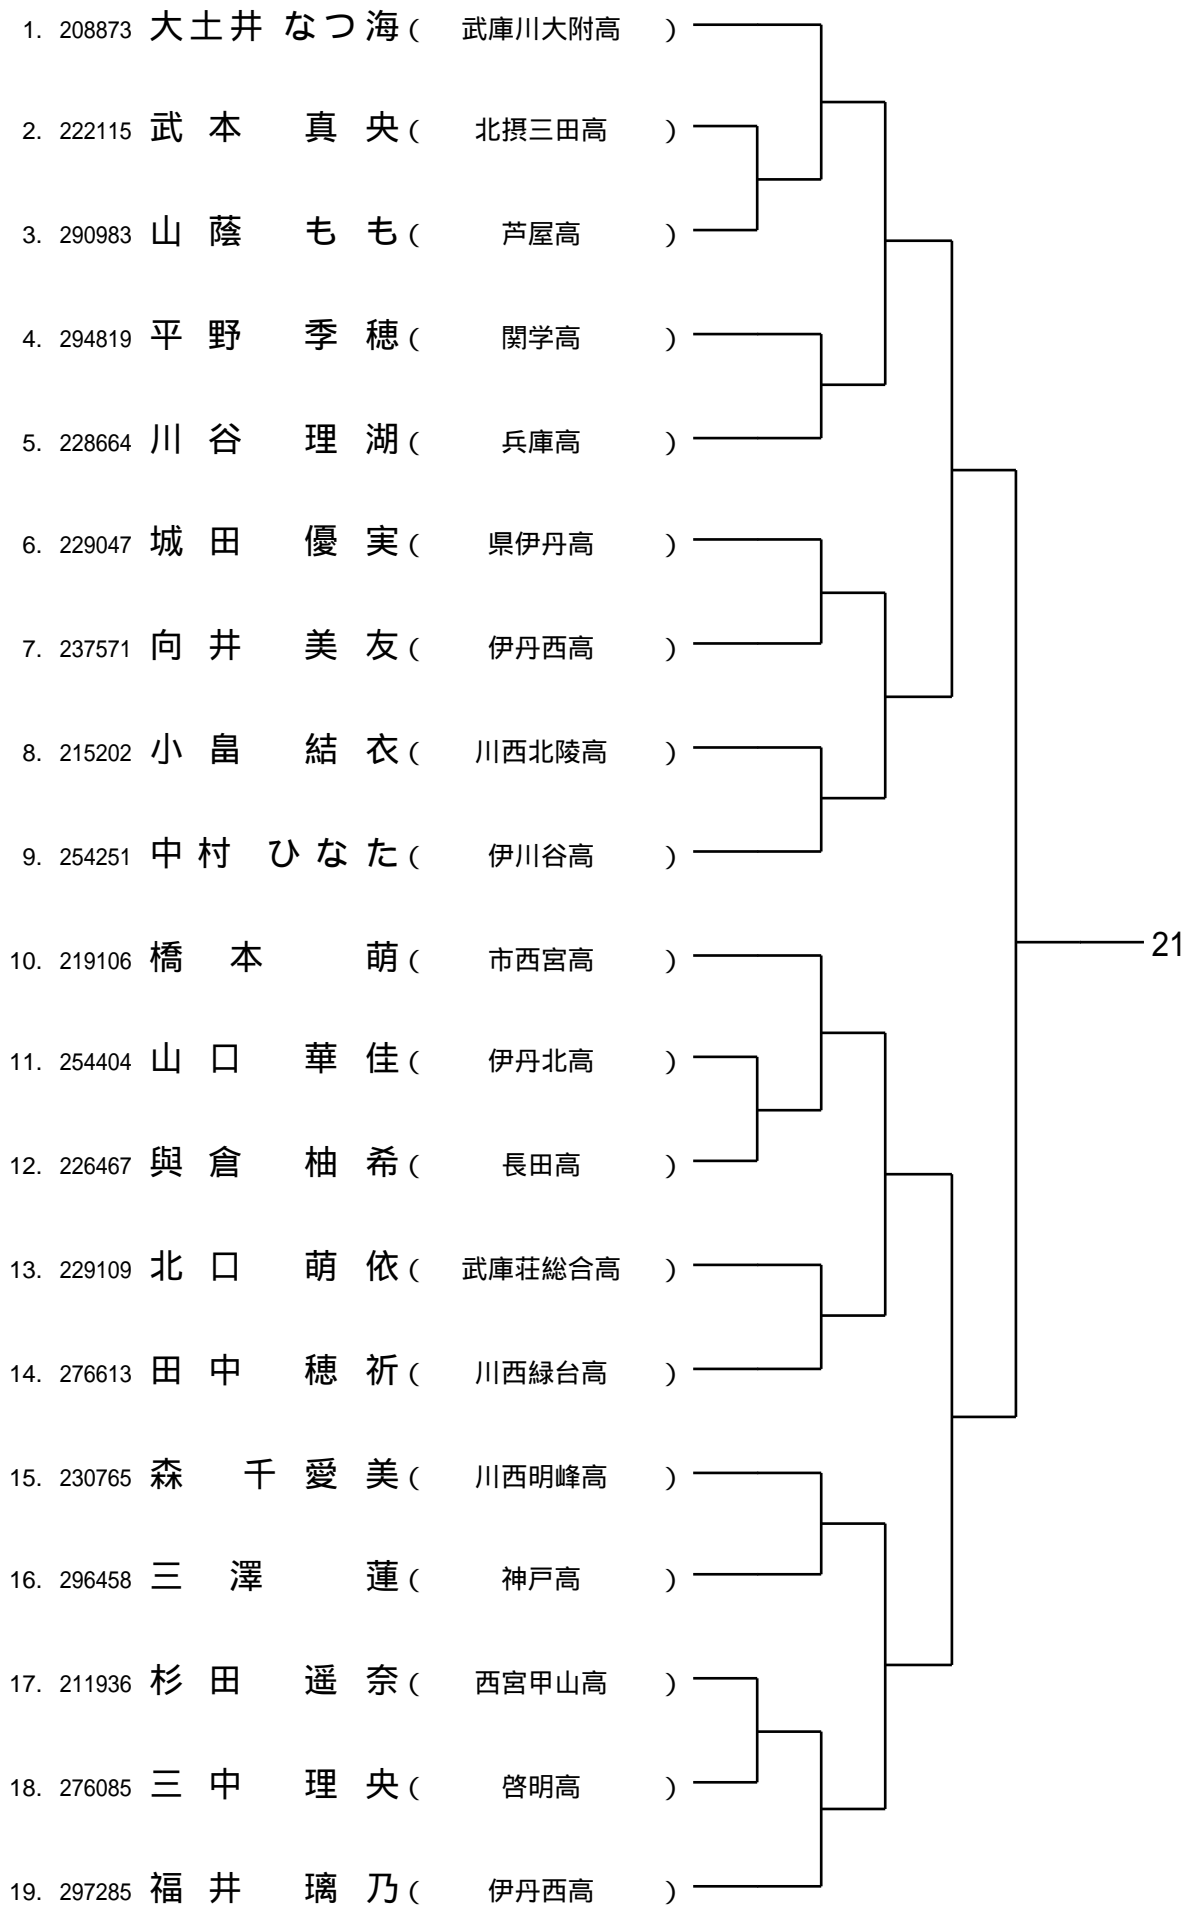 1. 208873 大土井 なつ海 ( 武庫川大附高 )
2. 222115 武本 真央 ( 北摂三田高 )
3. 290983 山蔭 もも ( 芦屋高 )
4. 294819 平野 季穂 ( 関学高 )
5. 228664 川谷 理湖 ( 兵庫高 )
6. 229047 城田 優実 ( 県伊丹高 )
7. 237571 向井 美友 ( 伊丹西高 )
8. 215202 小畠 結衣 ( 川西北陵高 )
9. 254251 中村 ひなた ( 伊川谷高 )
21
10. 219106 橋本 萌 ( 市西宮高 )
11. 254404 山口 華佳 ( 伊丹北高 )
12. 226467 與倉 柚希 ( 長田高 )
13. 229109 北口 萌依 ( 武庫荘総合高 )
14. 276613 田中 穂祈 ( 川西緑台高 )
15. 230765 森 千愛美 ( 川西明峰高 )
16. 296458 三澤 蓮 ( 神戸高 )
17. 211936 杉田 遥奈 ( 西宮甲山高 )
18. 276085 三中 理央 ( 啓明高 )
19. 297285 福井 璃乃 ( 伊丹西高 )